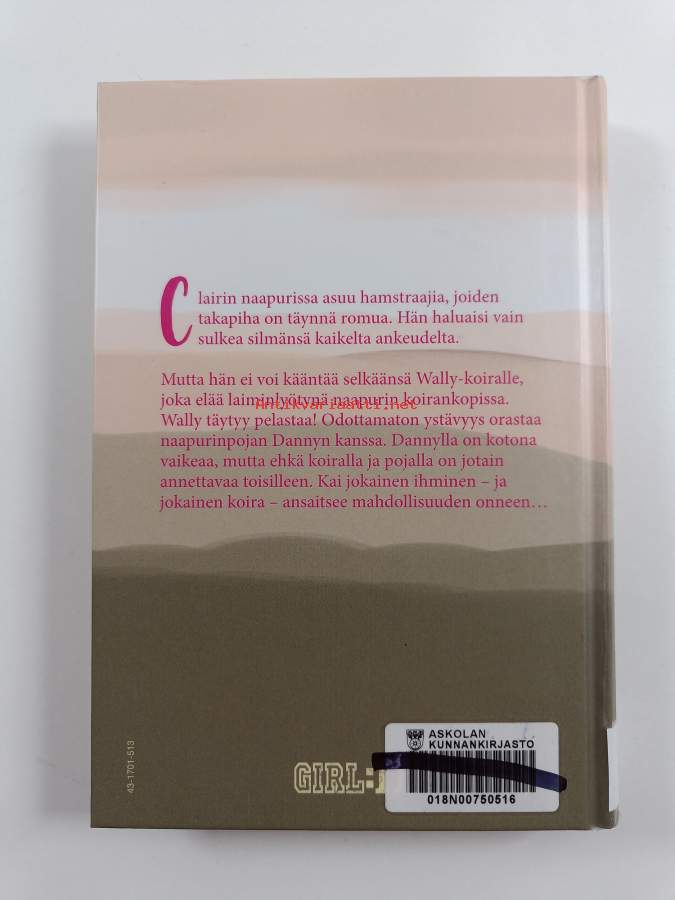 Clairin naapurissa asuu hamstraajia, joiden
takapiha on täynnä romua. Hän haluaisi vain
sulkea silmänsä kaikelta ankeudelta.
Mutta hän ei voi kääntää selkäänsä Wally-koiralle,
joka elää laiminlyötynä naapurin koirankopissa.
Antikvariaatti.net
Wally täytyy pelastaa! Odottamaton ystävyys orastaa
naapurinpojan Dannyn kanssa. Dannylla on kotona
vaikeaa, mutta ehkä koiralla ja pojalla on jotain
annettavaa toisilleen. Kai jokainen ihminen – ja
jokainen koira – ansaitsee mahdollisuuden onneen…
43-1701-513
GIRL:
ASKOLAN
KUNNANKIRJASTO
018N00750516